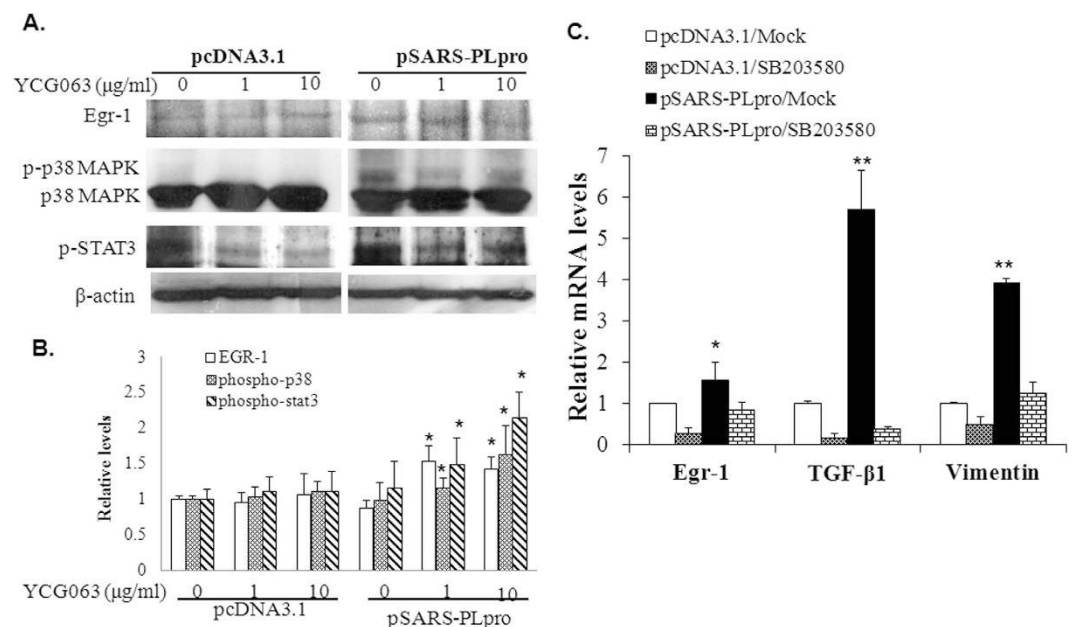 A.
pcDNA3.1 pSARS-PLpro
YCG063 (μg/ml) 0 1 10 0 1 10
Egr-1
p-p38 MAPK
p38 MAPK
p-STAT3
β-actin
B.
3
2.5
2
1.5
1
0.5
0
Relative levels
EGR-1
phospho-p38
phospho-stat3
* * * * * *
YCG063 (μg/ml) 0 1 10 0 1 10
pcDNA3.1 pSARS-PLpro
C.
pcDNA3.1/Mock
pcDNA3.1/SB203580
pSARS-PLpro/Mock
pSARS-PLpro/SB203580
7
6
5
4
3
2
1
0
Relative mRNA levels
* ** **
Egr-1 TGF-β1 Vimentin